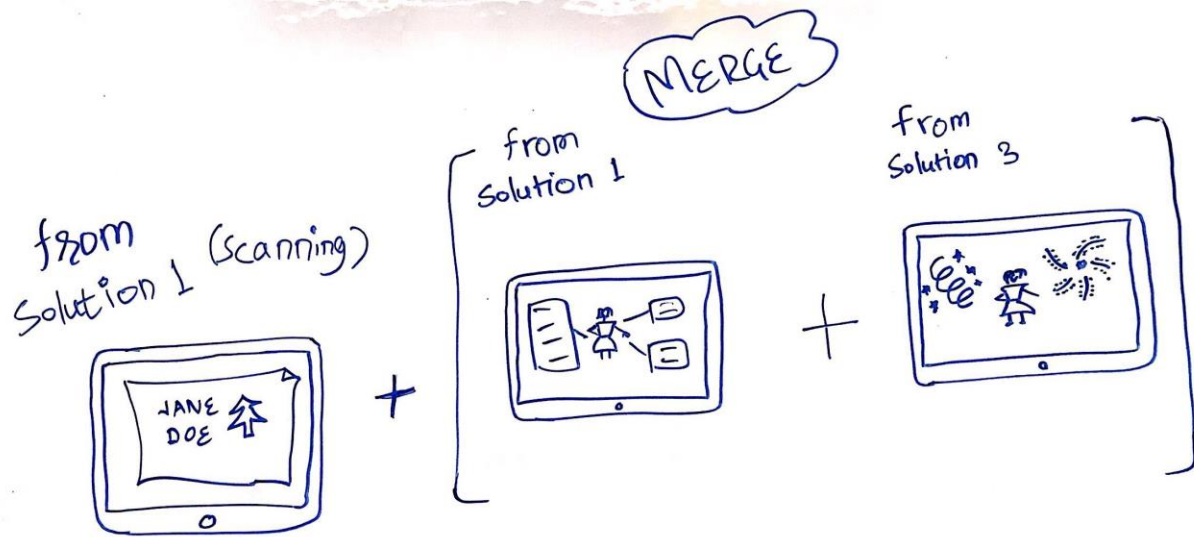 MERGE
from
Solution 1 (scanning)
JANE
DOE
+
from
Solution 1
+
from
Solution 3